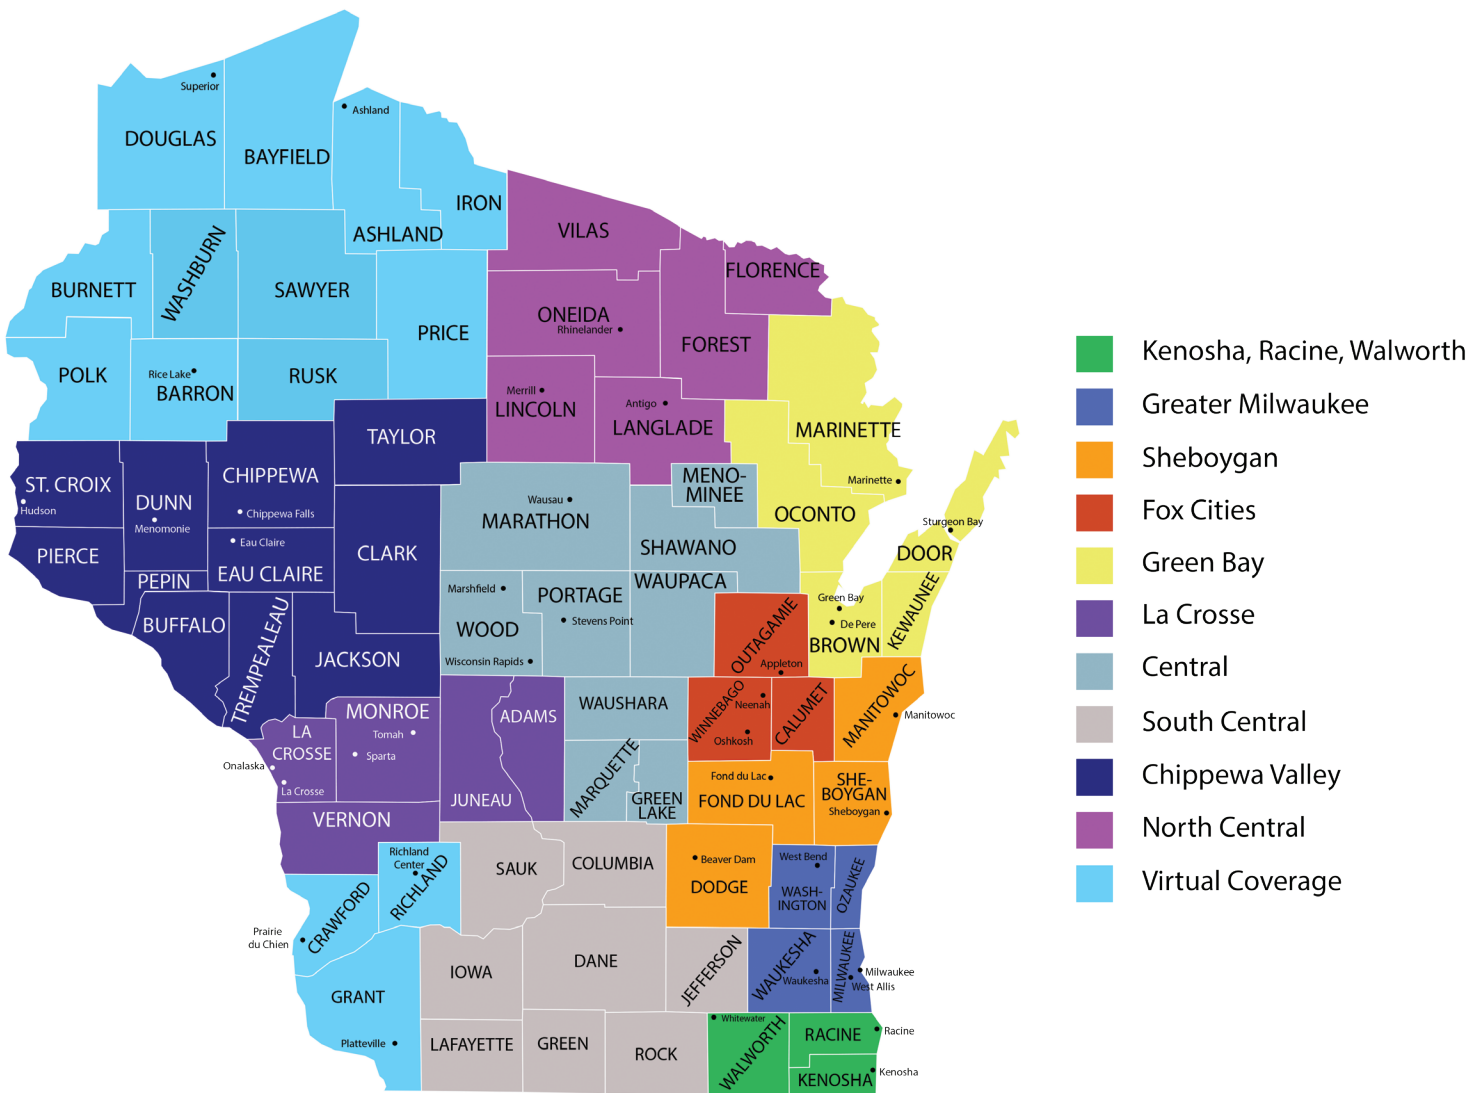 Superior
DOUGLAS
BAYFIELD
Ashland
ASHLAND
IRON
VILAS
FLORENCE
BURNETT
WASHBURN
SAWYER
PRICE
ONEIDA
Rhinelander
FOREST
POLK
Rice Lake
BARRON
RUSK
Merrill
LINCOLN
Antigo
LANGLADE
MARINETTE
Marinette
TAYLOR
ST. CROIX
Hudson
DUNN
Menomonie
CHIPPEWA
Chippewa Falls
Eau Claire
EAU CLAIRE
CLARK
PIERCE
PEPIN
BUFFALO
TREMPEALEAU
JACKSON
Wausau
MARATHON
MENO-
MINEE
SHAWANO
OCONTO
Sturgeon Bay
DOOR
Marshfield
WOOD
Wisconsin Rapids
PORTAGE
Stevens Point
WAUPACA
OUTAGAMIE
Appleton
Green Bay
De Pere
BROWN
KEWAUNEE
LA
CROSSE
Onalaska
La Crosse
MONROE
Tomah
Sparta
ADAMS
JUNEAU
VERNON
WAUSHARA
MARQUETTE
GREEN
LAKE
WINNEBAGO
Neenah
Oshkosh
CALUMET
MANITOWOC
Manitowoc
Fond du Lac
FOND DU LAC
SHE-
BOYGAN
Sheboygan
Richland
Center
RICHLAND
CRAWFORD
Prairie
du Chien
SAUK
COLUMBIA
Beaver Dam
DODGE
West Bend
WASH-
INGTON
OZAUKEE
GRANT
Platteville
IOWA
DANE
JEFFERSON
WAUKESHA
Waukesha
MILWAUKEE
Milwaukee
West Allis
LAFAYETTE
GREEN
ROCK
Whitewater
WALWORTH
RACINE
Racine
KENOSHA
Kenosha
Kenosha, Racine, Walworth
Greater Milwaukee
Sheboygan
Fox Cities
Green Bay
La Crosse
Central
South Central
Chippewa Valley
North Central
Virtual Coverage